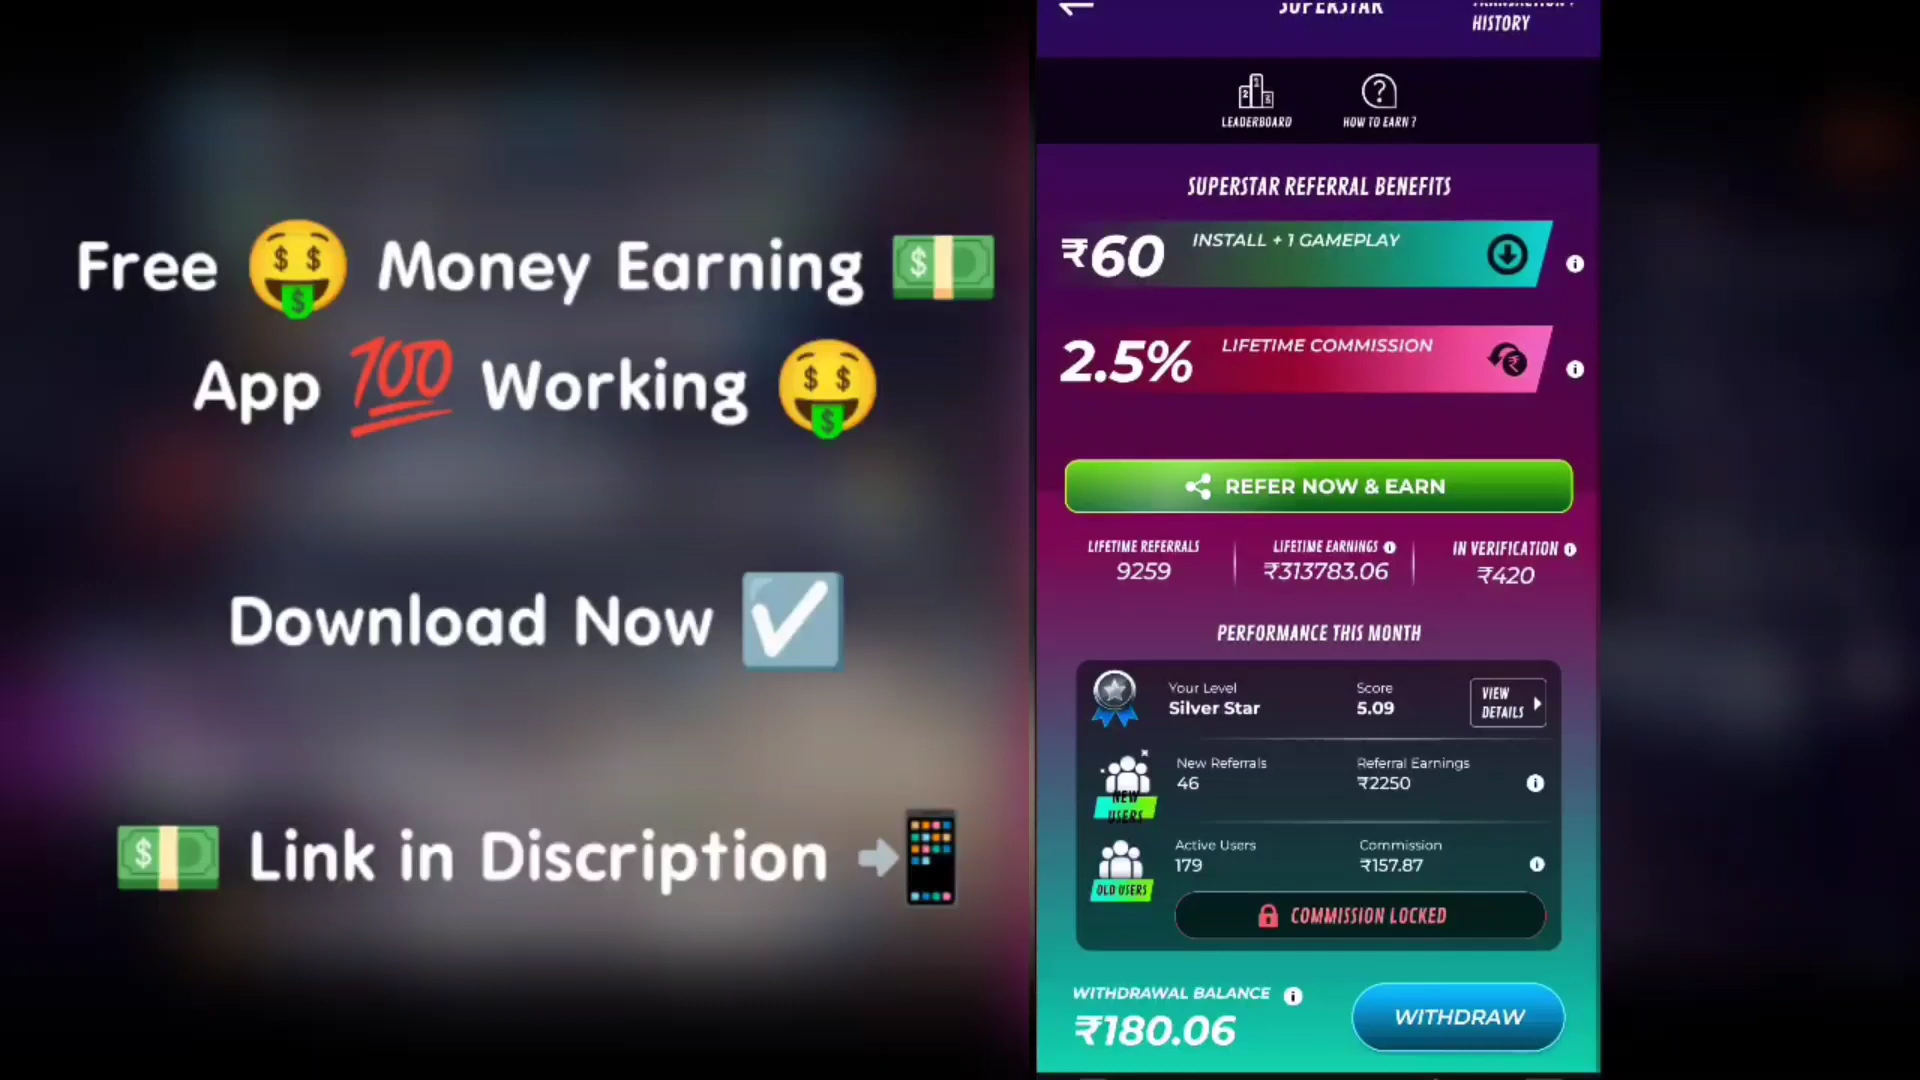 Free 🤑 Money Earning 💵
App 💯 Working 🤑
Download Now ☑️
💵 Link in Discription 📲
SUPERSTAR
HISTORY
LEADERBOARD
HOW TO EARN ?
SUPERSTAR REFERRAL BENEFITS
₹60 INSTALL + 1 GAMEPLAY
2.5% LIFETIME COMMISSION
REFER NOW & EARN
LIFETIME REFERRALS
9259
LIFETIME EARNINGS
₹313783.06
IN VERIFICATION
₹420
PERFORMANCE THIS MONTH
Your Level
Silver Star
Score
5.09
VIEW
DETAILS
NEW
USERS
New Referrals
46
Referral Earnings
₹2250
OLD USERS
Active Users
179
Commission
₹157.87
COMMISSION LOCKED
WITHDRAWAL BALANCE
₹180.06
WITHDRAW